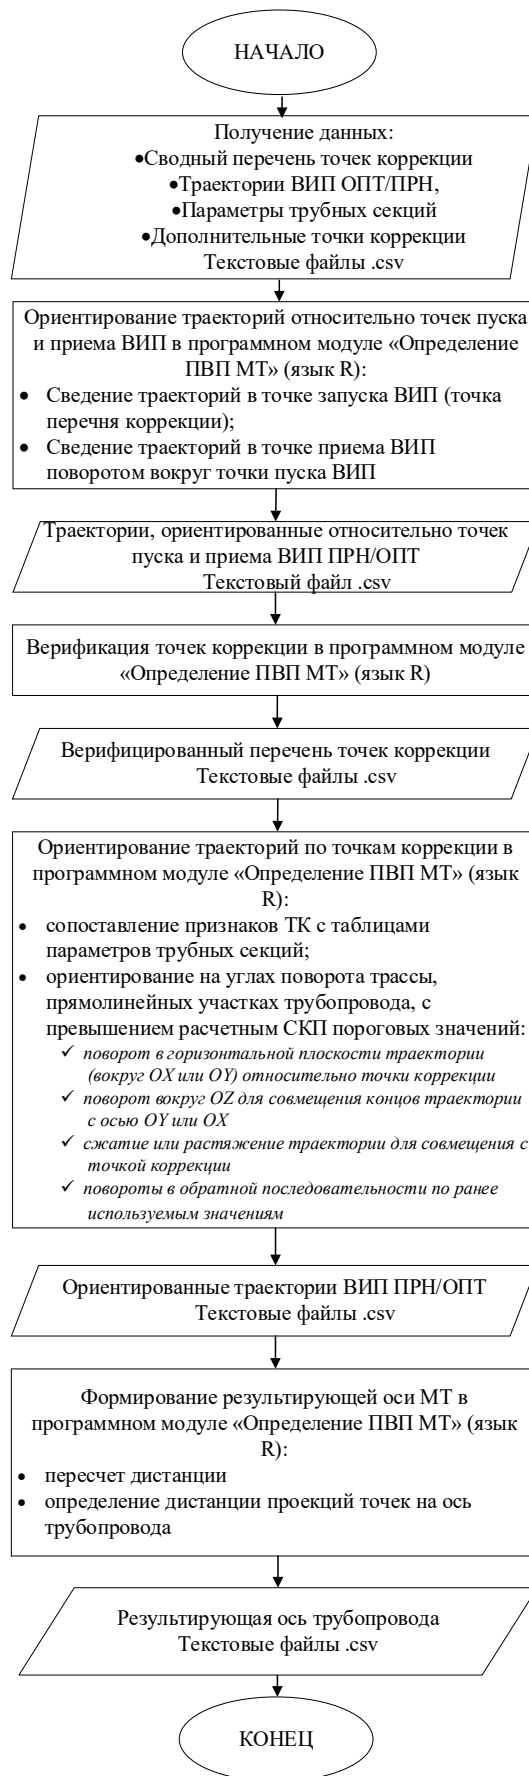 НАЧАЛО
Получение данных:
•Сводный перечень точек коррекции
•Траектории ВИП ОПТ/ПРН,
•Параметры трубных секций
•Дополнительные точки коррекции
Текстовые файлы .csv
Ориентирование траекторий относительно точек пуска
и приема ВИП в программном модуле «Определение
ПВП МТ» (язык R):
• Сведение траекторий в точке запуска ВИП (точка
перечня коррекции);
• Сведение траекторий в точке приема ВИП
поворотом вокруг точки пуска ВИП
Траектории, ориентированные относительно точек
пуска и приема ВИП ПРН/ОПТ
Текстовый файл .csv
Верификация точек коррекции в программном модуле
«Определение ПВП МТ» (язык R)
Верифицированный перечень точек коррекции
Текстовые файлы .csv
Ориентирование траекторий по точкам коррекции в
программном модуле «Определение ПВП МТ» (язык
R):
• сопоставление признаков ТК с таблицами
параметров трубных секций;
• ориентирование на углах поворота трассы,
прямолинейных участках трубопровода, с
превышением расчетным СКП пороговых значений:
✓ поворот в горизонтальной плоскости траектории
(вокруг OX или OY) относительно точки коррекции
✓ поворот вокруг OZ для совмещения концов траектории
с осью OY или OX
✓ сжатие или растяжение траектории для совмещения с
точкой коррекции
✓ повороты в обратной последовательности по ранее
используемым значениям
Ориентированные траектории ВИП ПРН/ОПТ
Текстовые файлы .csv
Формирование результирующей оси МТ в
программном модуле «Определение ПВП МТ» (язык
R):
• пересчет дистанции
• определение дистанции проекций точек на ось
трубопровода
Результирующая ось трубопровода
Текстовые файлы .csv
КОНЕЦ